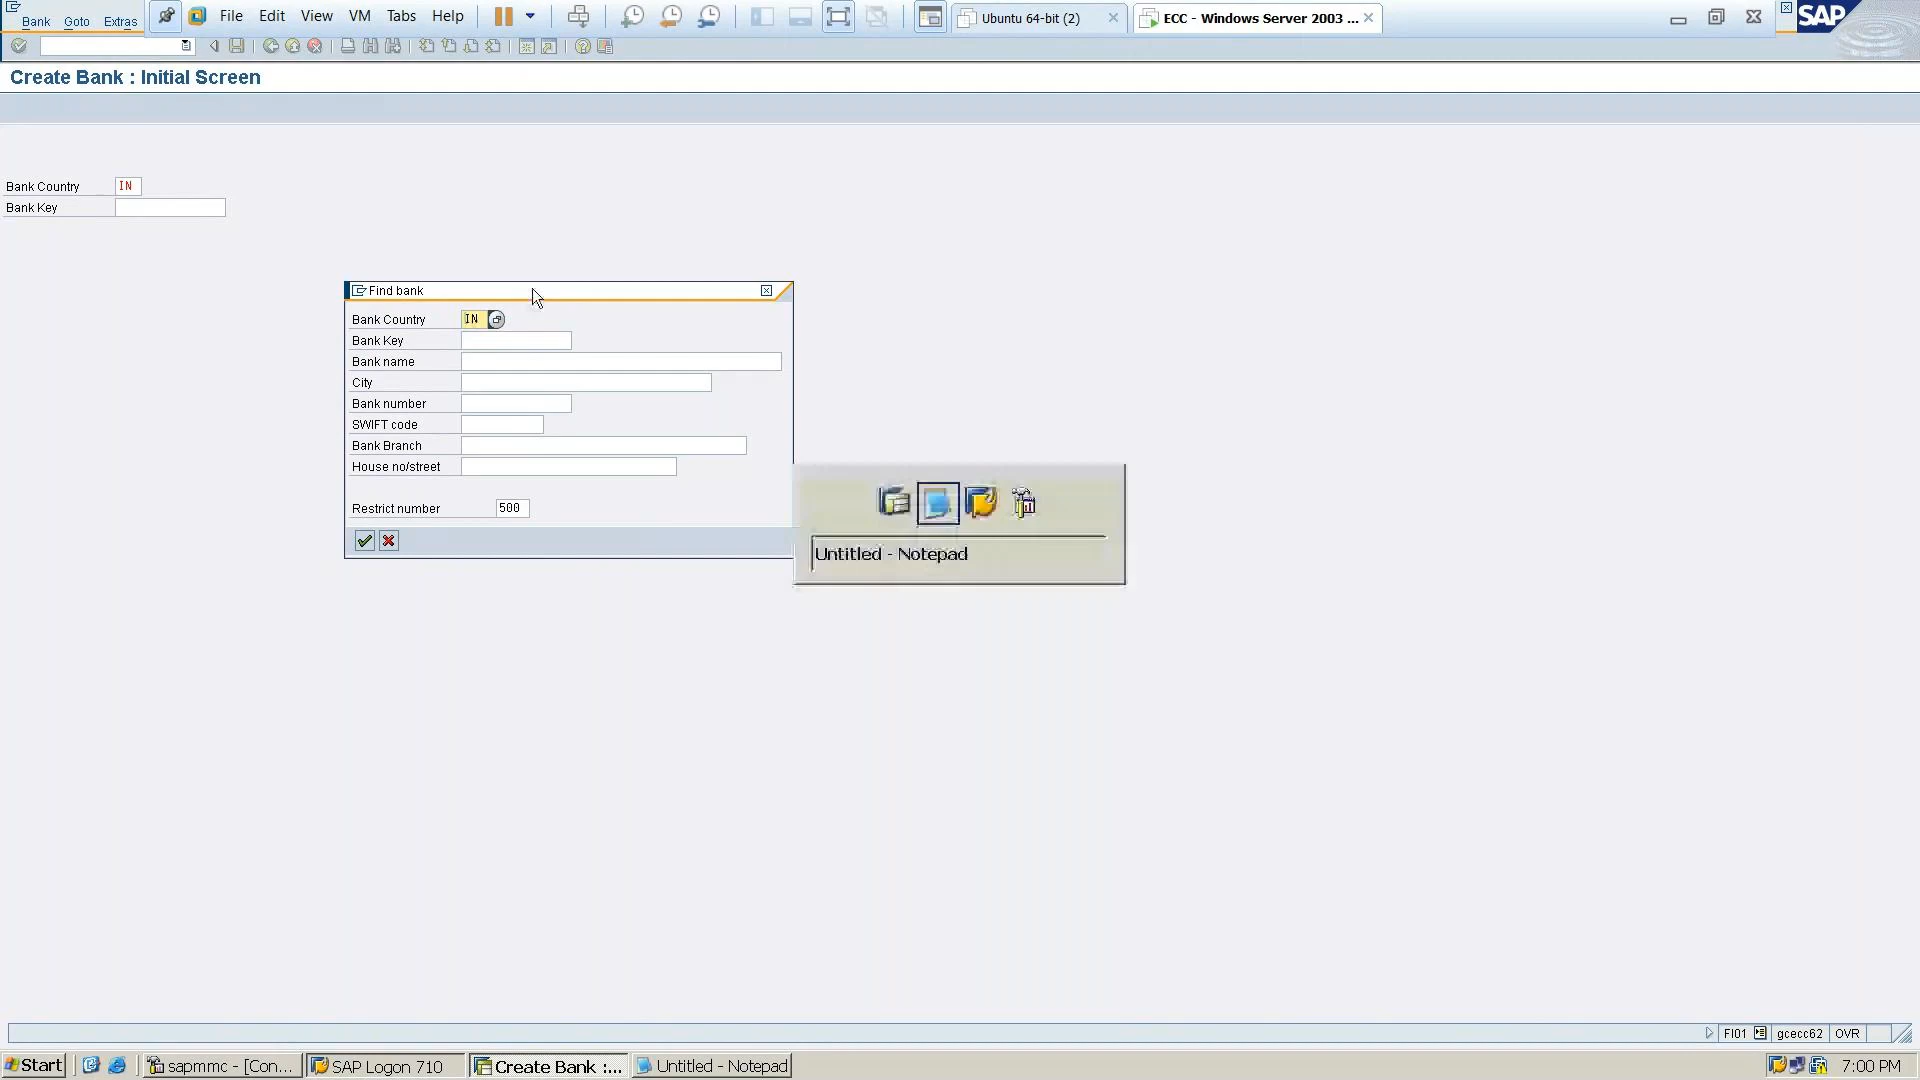 Bank Goto Extras File Edit View VM Tabs Help Ubuntu 64-bit (2) ECC - Windows Server 2003 ... SAP
Create Bank : Initial Screen
Bank Country IN
Bank Key
Find bank
Bank Country IN
Bank Key
Bank name
City
Bank number
SWIFT code
Bank Branch
House no/street
Restrict number 500
Untitled - Notepad
FI01 gcecc62 OVR
Start sapmmc - [Con... SAP Logon 710 Create Bank :... Untitled - Notepad 7:00 PM